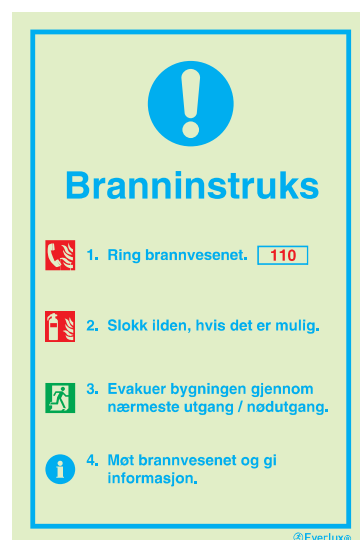 Branninstruks
1. Ring brannvesenet. 110
2. Slokk ilden, hvis det er mulig.
3. Evakuer bygningen gjennom
nærmeste utgang / nødutgang.
4. Møt brannvesenet og gi
informasjon.
Everlux®